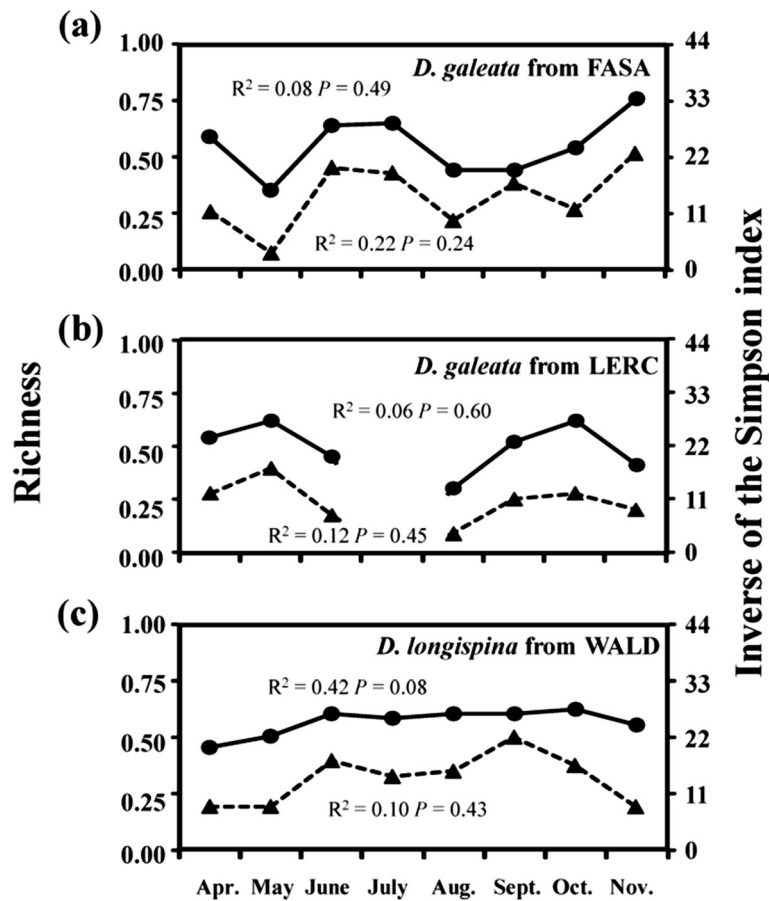 (a)
1.00 44
D. galeata from FASA
R² = 0.08 P = 0.49
0.75 33
0.50 22
0.25 11
R² = 0.22 P = 0.24
0.00 0
(b)
1.00 44
D. galeata from LERC
0.75 33
R² = 0.06 P = 0.60
0.50 22
0.25 11
R² = 0.12 P = 0.45
0.00 0
(c)
1.00 44
D. longispina from WALD
R² = 0.42 P = 0.08
0.75 33
0.50 22
0.25 11
R² = 0.10 P = 0.43
0.00 0
Apr. May June July Aug. Sept. Oct. Nov.
Richness
Inverse of the Simpson index